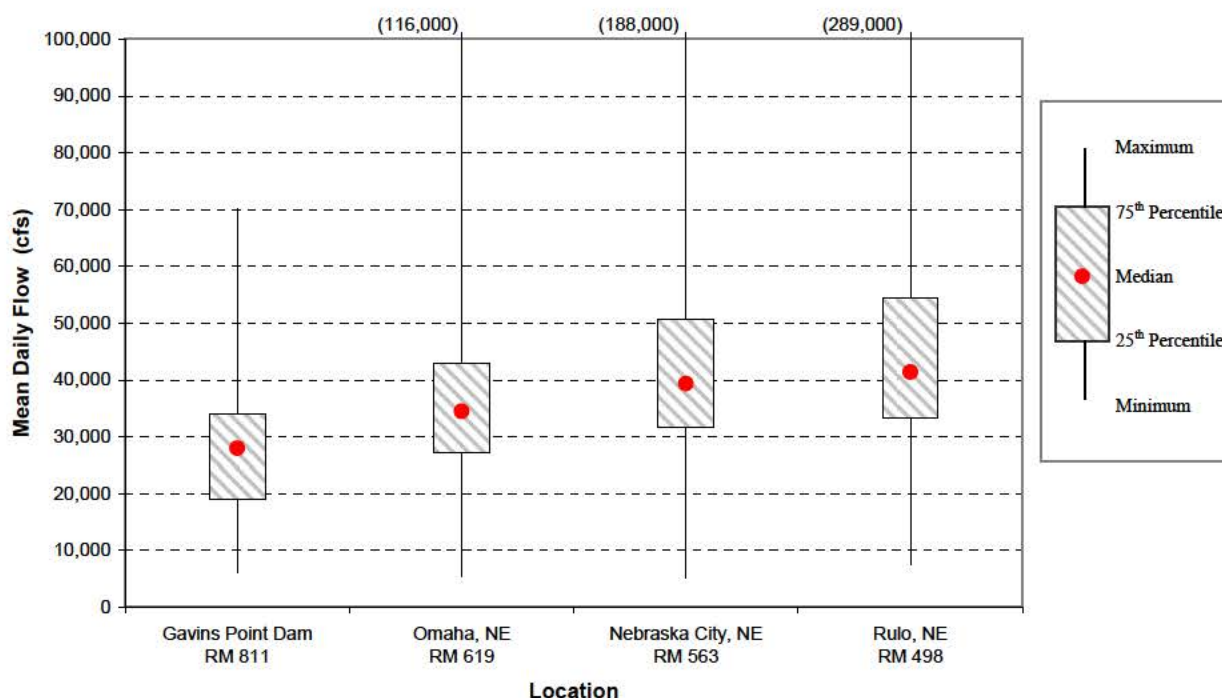 (116,000) (188,000) (289,000)
100,000
90,000
80,000
70,000
60,000
50,000
40,000
30,000
20,000
10,000
0
Mean Daily Flow (cfs)
Gavins Point Dam
RM 811
Omaha, NE
RM 619
Nebraska City, NE
RM 563
Rulo, NE
RM 498
Location
Maximum
75th Percentile
Median
25th Percentile
Minimum